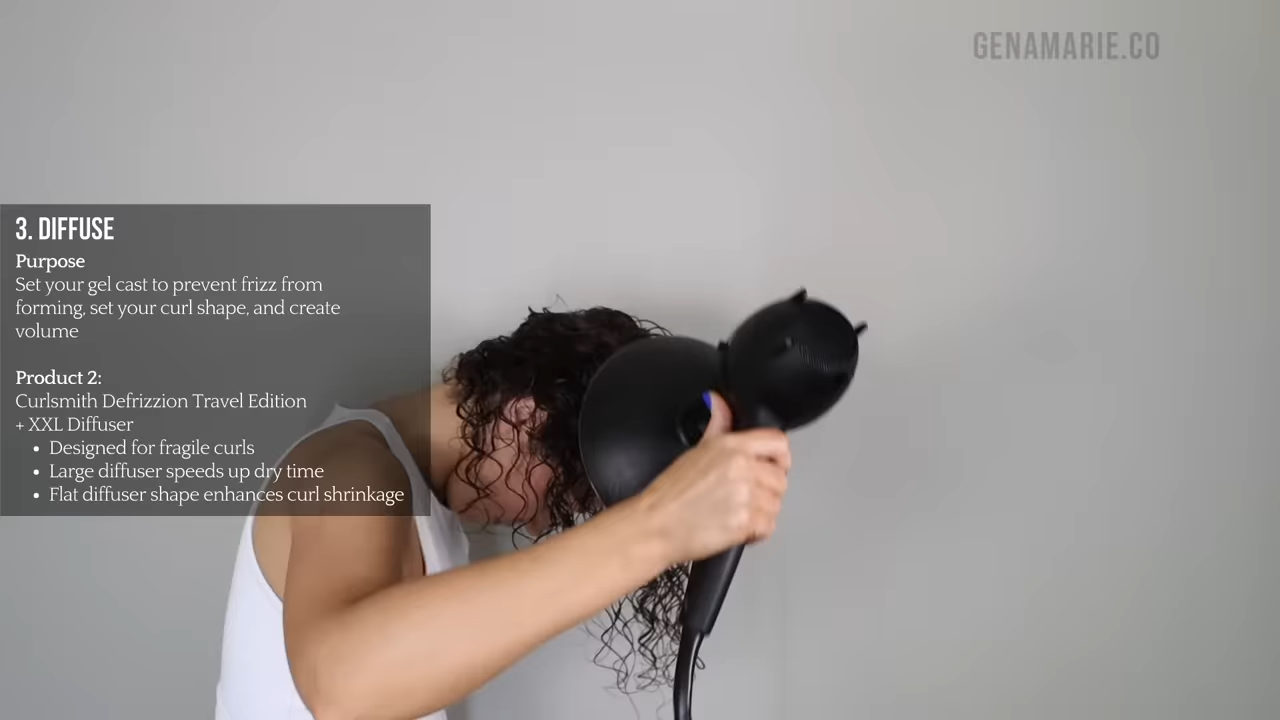 GENAMARIE.CO
3. DIFFUSE
Purpose
Set your gel cast to prevent frizz from
forming, set your curl shape, and create
volume
Product 2:
Curlsmith Defrizzion Travel Edition
+ XXL Diffuser
• Designed for fragile curls
• Large diffuser speeds up dry time
• Flat diffuser shape enhances curl shrinkage